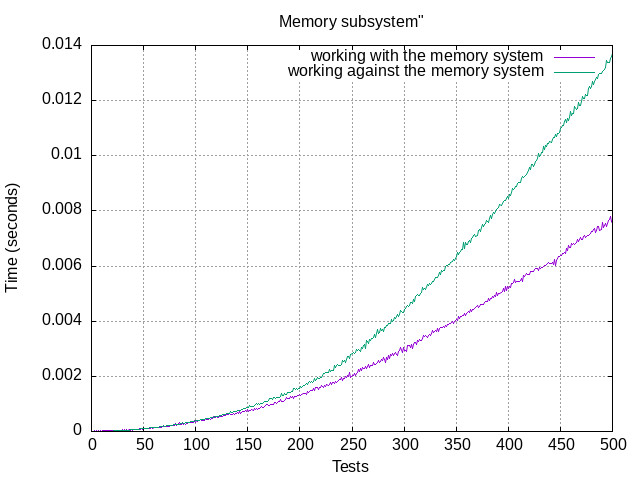 Memory subsystem"
working with the memory system
working against the memory system
0.014
0.012
0.01
0.008
0.006
0.004
0.002
0
Time (seconds)
0 50 100 150 200 250 300 350 400 450 500
Tests